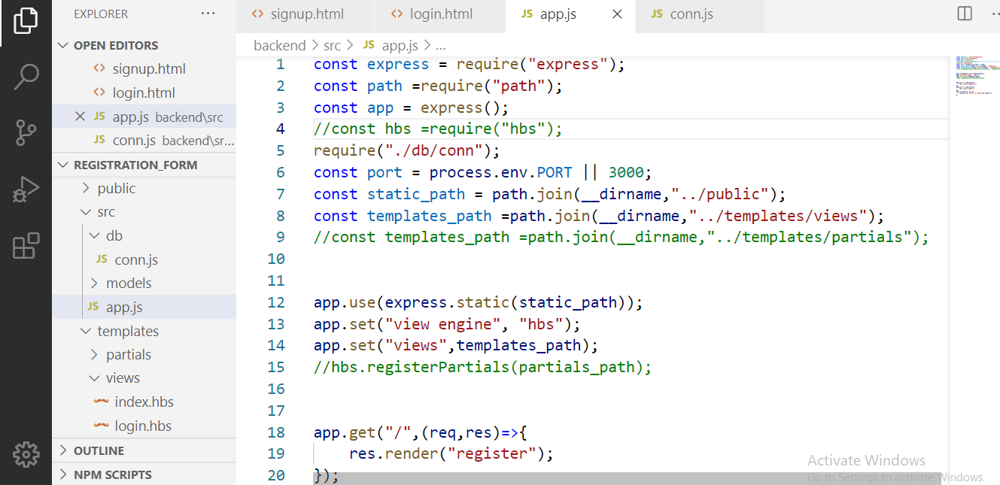 EXPLORER
OPEN EDITORS
signup.html
login.html
JS app.js backend\src
JS conn.js backend\sr...
REGISTRATION_FORM
public
src
db
JS conn.js
models
JS app.js
templates
partials
views
index.hbs
login.hbs
OUTLINE
NPM SCRIPTS
signup.html
login.html
JS app.js
JS conn.js
backend > src > JS app.js > ...
1 const express = require("express");
2 const path =require("path");
3 const app = express();
4 //const hbs =require("hbs");
5 require("./db/conn");
6 const port = process.env.PORT || 3000;
7 const static_path = path.join(__dirname,"../public");
8 const templates_path =path.join(__dirname,"../templates/views");
9 //const templates_path =path.join(__dirname,"../templates/partials");
10
11
12 app.use(express.static(static_path));
13 app.set("view engine", "hbs");
14 app.set("views",templates_path);
15 //hbs.registerPartials(partials_path);
16
17
18 app.get("/",(req,res)=>{
19 res.render("register");
20 });
Activate Windows
Go to Settings to activate Windows.